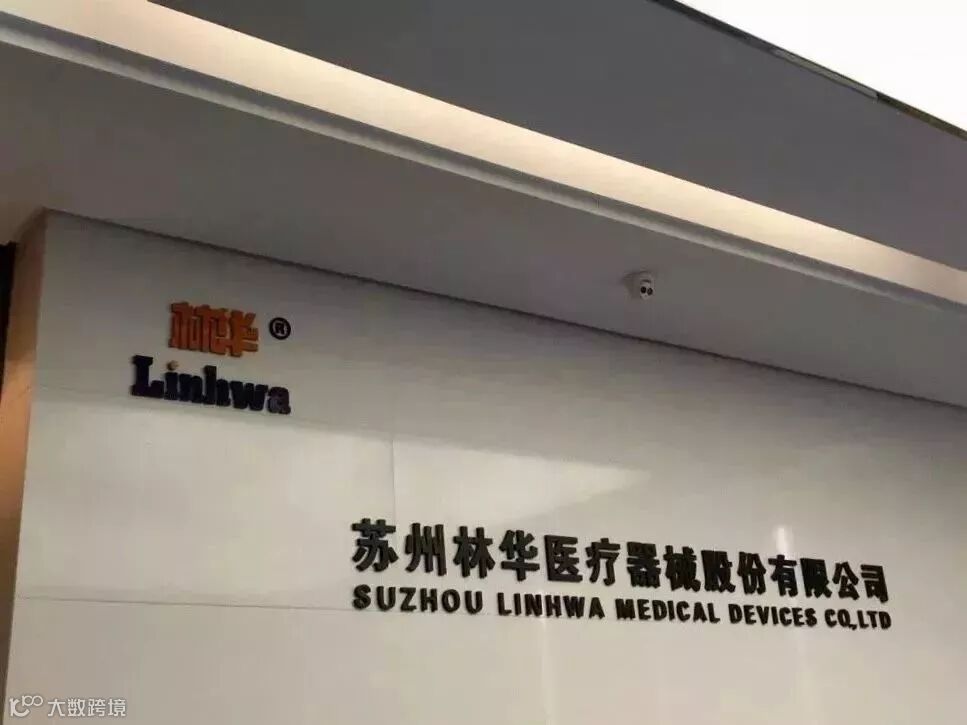 林华®
Linhwa
苏州林华医疗器械股份有限公司
SUZHOU LINHWA MEDICAL DEVICES CO.,LTD
大数跨境